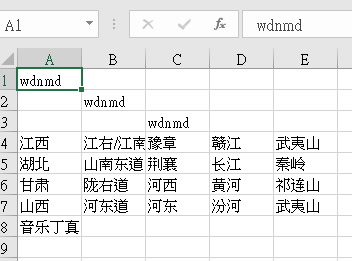 A1 fx wdnmd
A B C D E
1 wdnmd
2 wdnmd
3 wdnmd
4 江西 江右/江南 豫章 赣江 武夷山
5 湖北 山南东道 荆襄 长江 秦岭
6 甘肃 陇右道 河西 黄河 祁连山
7 山西 河东道 河东 汾河 武夷山
8 音乐丁真
9